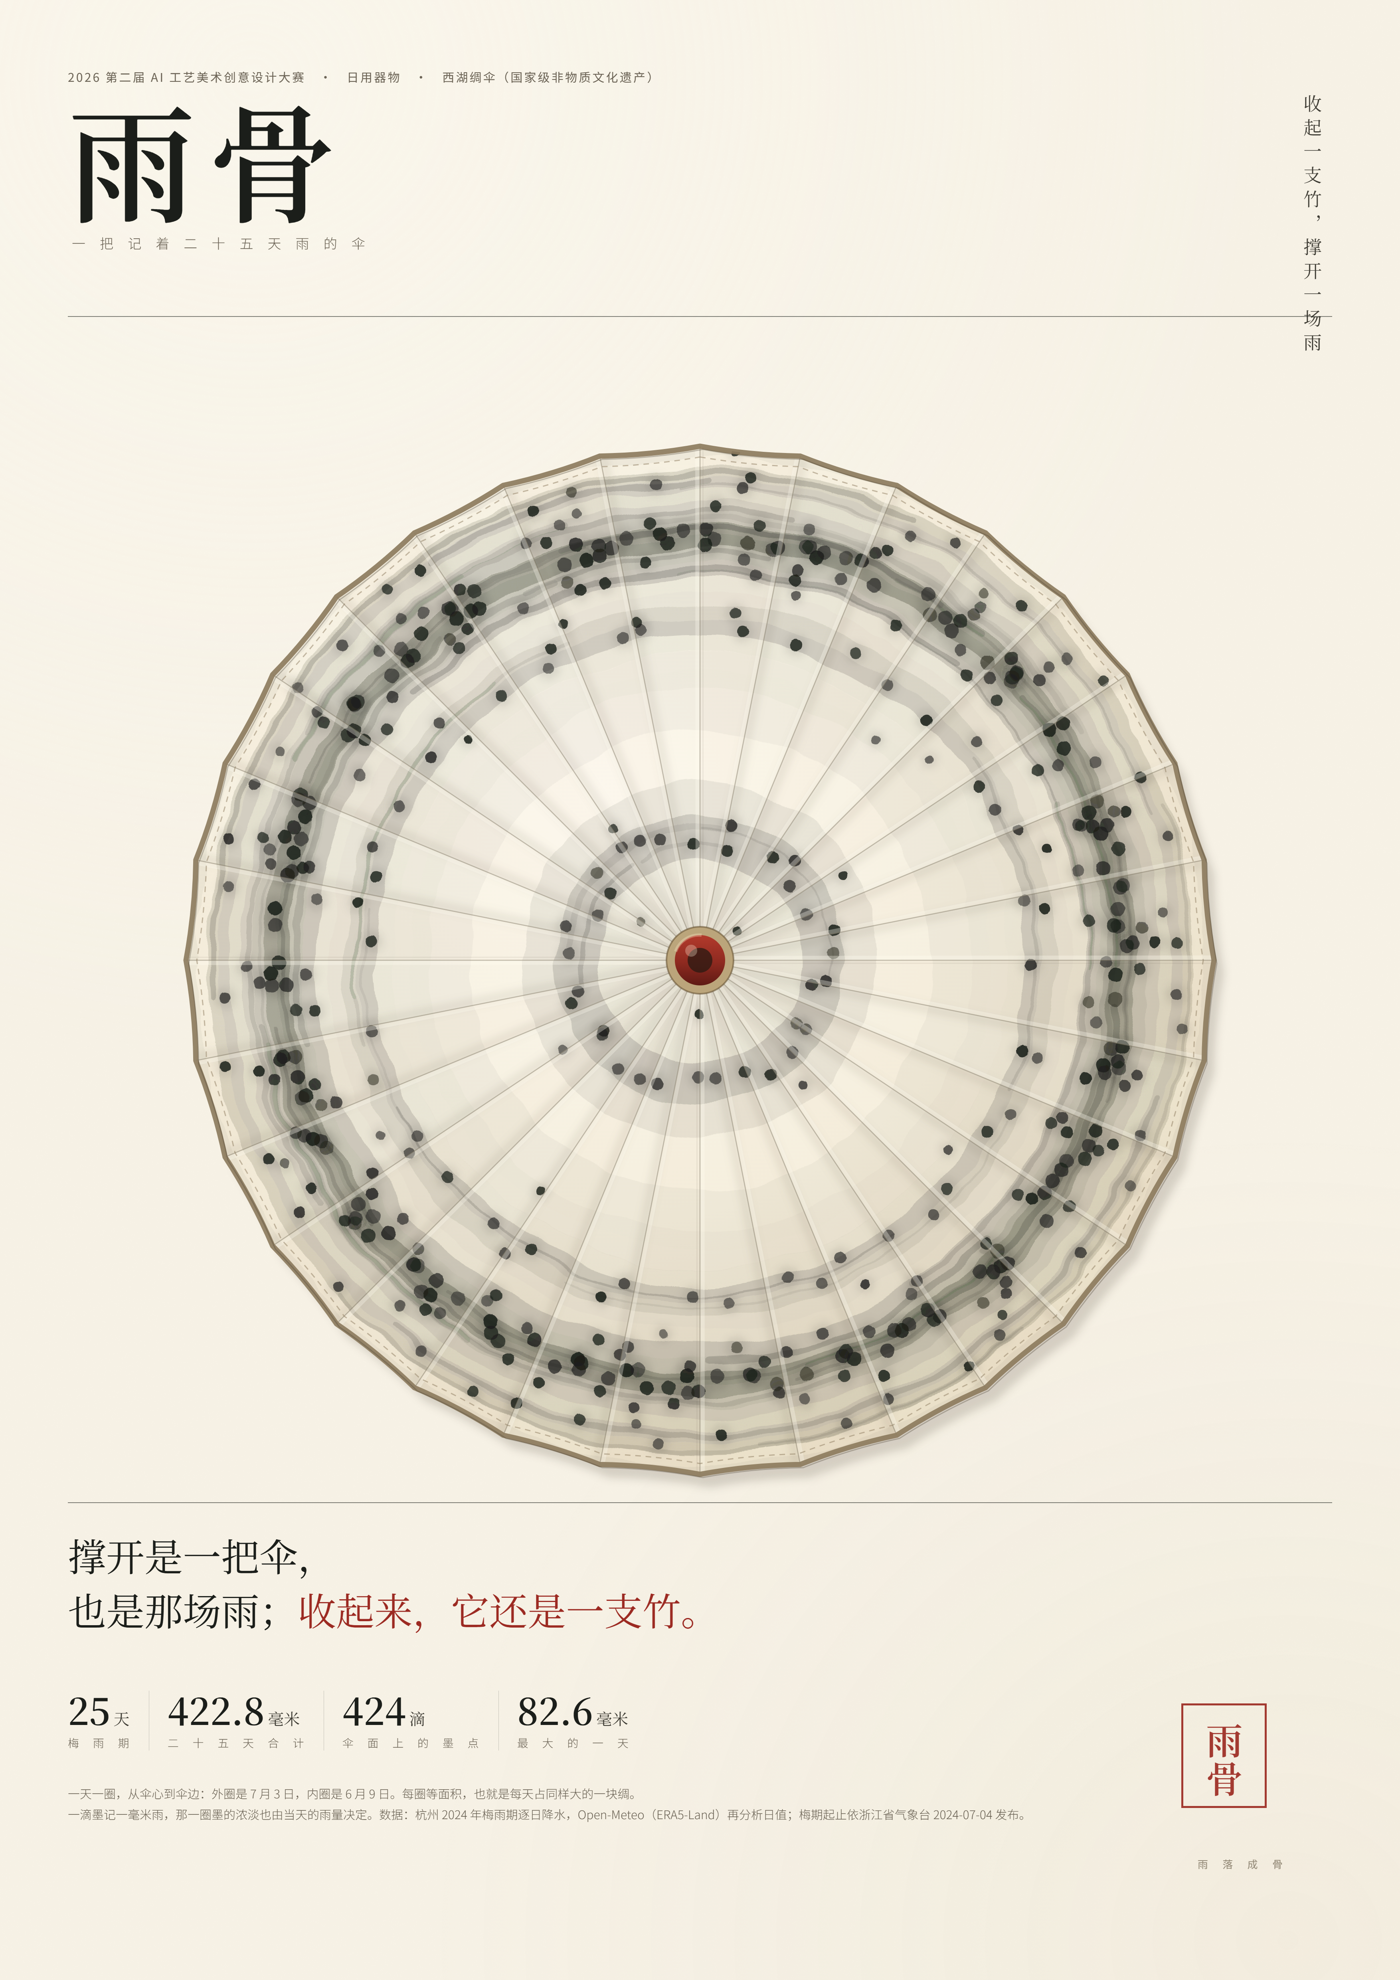 2026 第二届 AI 工艺美术创意设计大赛 · 日用器物 · 西湖绸伞（国家级非物质文化遗产）
雨骨
一把记着二十五天雨的伞
收起一支竹，撑开一场雨
撑开是一把伞，
也是那场雨；收起来，它还是一支竹。
25天 422.8毫米 424滴 82.6毫米
梅雨期 二十五天合计 伞面上的墨点 最大的一天
一天一圈，从伞心到伞边：外圈是 7 月 3 日，内圈是 6 月 9 日。每圈等面积，也就是每天占同样大的一块绸。
一滴墨记一毫米雨，那一圈墨的浓淡也由当天的雨量决定。数据：杭州 2024 年梅雨期逐日降水，Open-Meteo（ERA5-Land）再分析日值；梅期起止依浙江省气象台 2024-07-04 发布。
雨
骨
雨落成骨